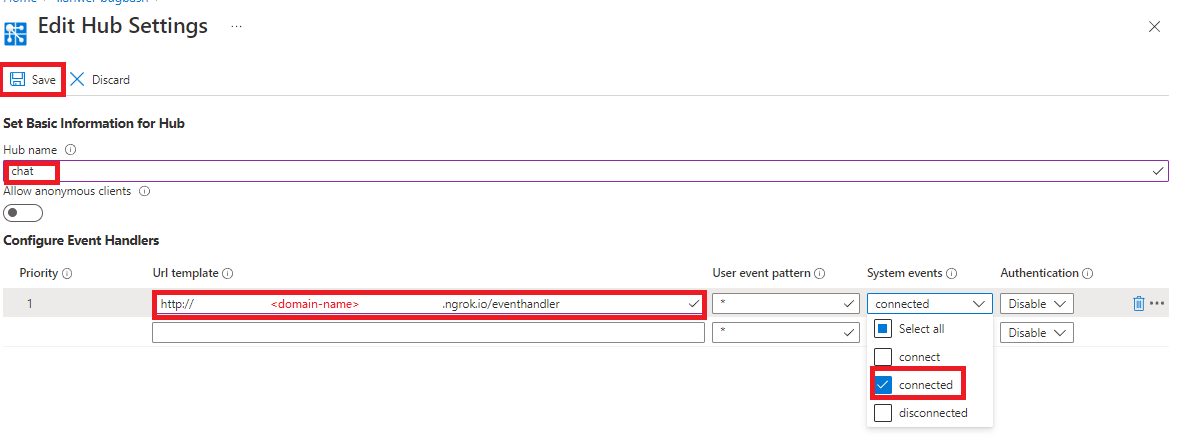 Edit Hub Settings ...
Save Discard
Set Basic Information for Hub
Hub name
chat
Allow anonymous clients
Configure Event Handlers
Priority Url template User event pattern System events Authentication
1 http:// <domain-name> .ngrok.io/eventhandler * connected Disable
* Select all Disable
connect
connected
disconnected